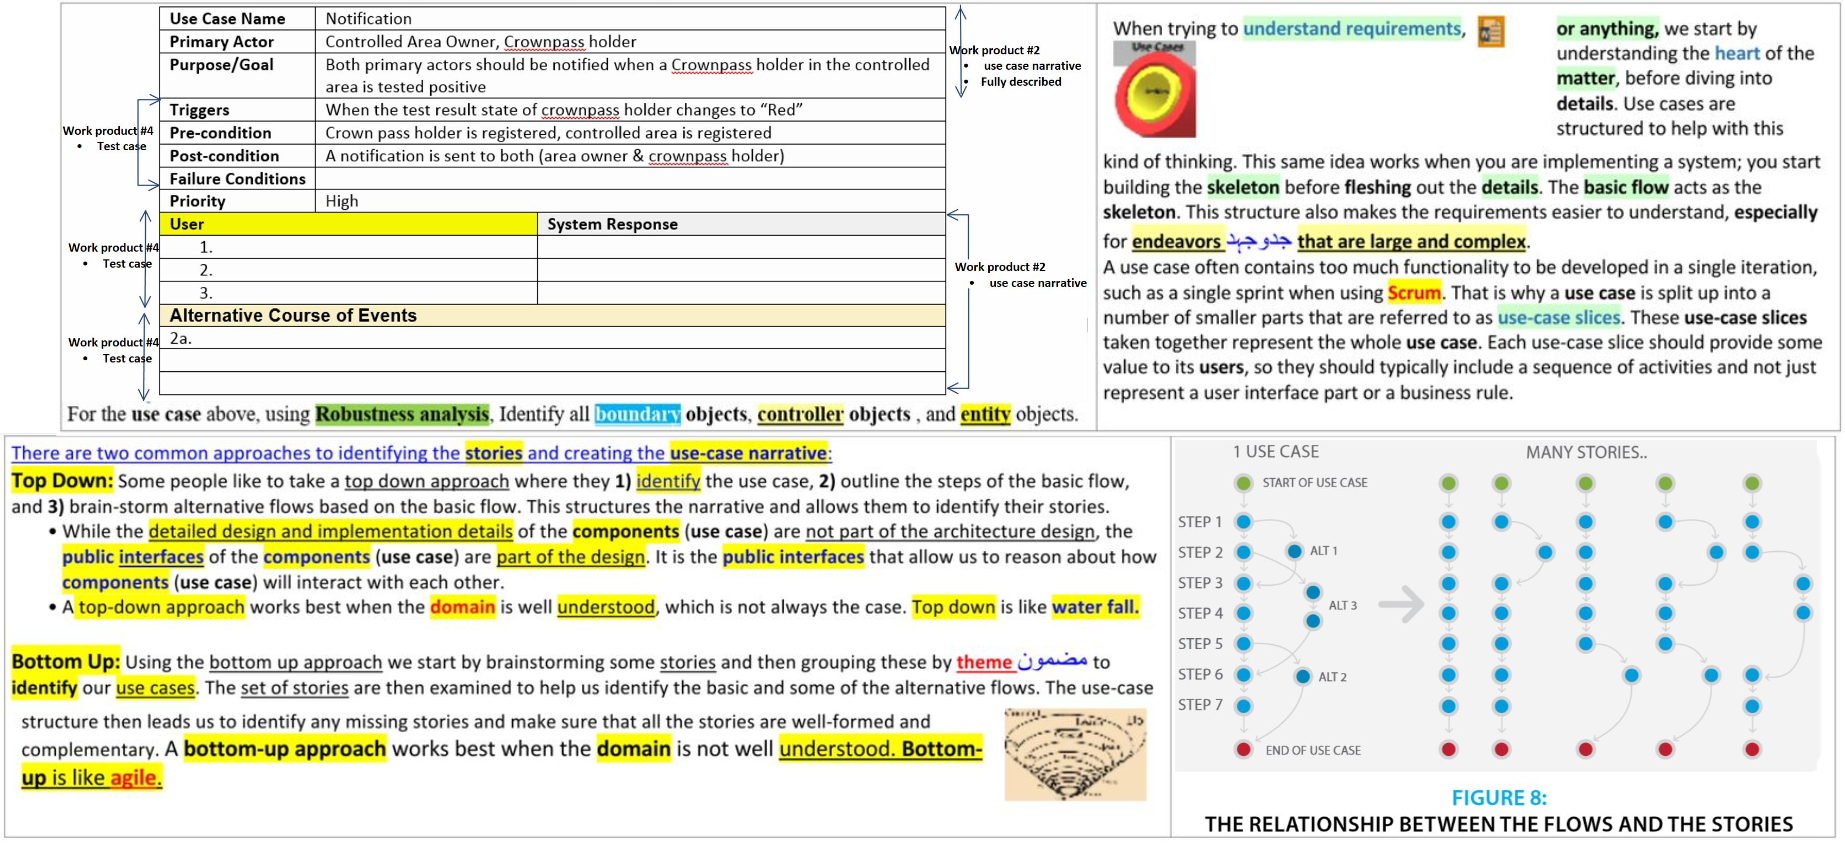 Use Case Name Notification
Primary Actor Controlled Area Owner, Crownpass holder
Purpose/Goal Both primary actors should be notified when a Crownpass holder in the controlled
area is tested positive
Triggers When the test result state of crownpass holder changes to “Red”
Pre-condition Crown pass holder is registered, controlled area is registered
Post-condition A notification is sent to both (area owner & crownpass holder)
Failure Conditions
Priority High
User System Response
1.
2.
3.
Alternative Course of Events
2a.
Work product #4
• Test case
Work product #4
• Test case
Work product #4
• Test case
Work product #2
• use case narrative
• Fully described
Work product #2
• use case narrative
For the use case above, using Robustness analysis, Identify all boundary objects, controller objects , and entity objects.
When trying to understand requirements,
Use Cases
or anything, we start by
understanding the heart of the
matter, before diving into
details. Use cases are
structured to help with this
kind of thinking. This same idea works when you are implementing a system; you start
building the skeleton before fleshing out the details. The basic flow acts as the
skeleton. This structure also makes the requirements easier to understand, especially
for endeavors جدوجہد that are large and complex.
A use case often contains too much functionality to be developed in a single iteration,
such as a single sprint when using Scrum. That is why a use case is split up into a
number of smaller parts that are referred to as use-case slices. These use-case slices
taken together represent the whole use case. Each use-case slice should provide some
value to its users, so they should typically include a sequence of activities and not just
represent a user interface part or a business rule.
There are two common approaches to identifying the stories and creating the use-case narrative:
Top Down: Some people like to take a top down approach where they 1) identify the use case, 2) outline the steps of the basic flow,
and 3) brain-storm alternative flows based on the basic flow. This structures the narrative and allows them to identify their stories.
• While the detailed design and implementation details of the components (use case) are not part of the architecture design, the
public interfaces of the components (use case) are part of the design. It is the public interfaces that allow us to reason about how
components (use case) will interact with each other.
• A top-down approach works best when the domain is well understood, which is not always the case. Top down is like water fall.
Bottom Up: Using the bottom up approach we start by brainstorming some stories and then grouping these by theme مضمون to
identify our use cases. The set of stories are then examined to help us identify the basic and some of the alternative flows. The use-case
structure then leads us to identify any missing stories and make sure that all the stories are well-formed and
complementary. A bottom-up approach works best when the domain is not well understood. Bottom-
up is like agile.
1 USE CASE MANY STORIES..
START OF USE CASE
STEP 1
STEP 2 ALT 1
STEP 3
ALT 3
STEP 4
STEP 5
STEP 6 ALT 2
STEP 7
END OF USE CASE
FIGURE 8:
THE RELATIONSHIP BETWEEN THE FLOWS AND THE STORIES